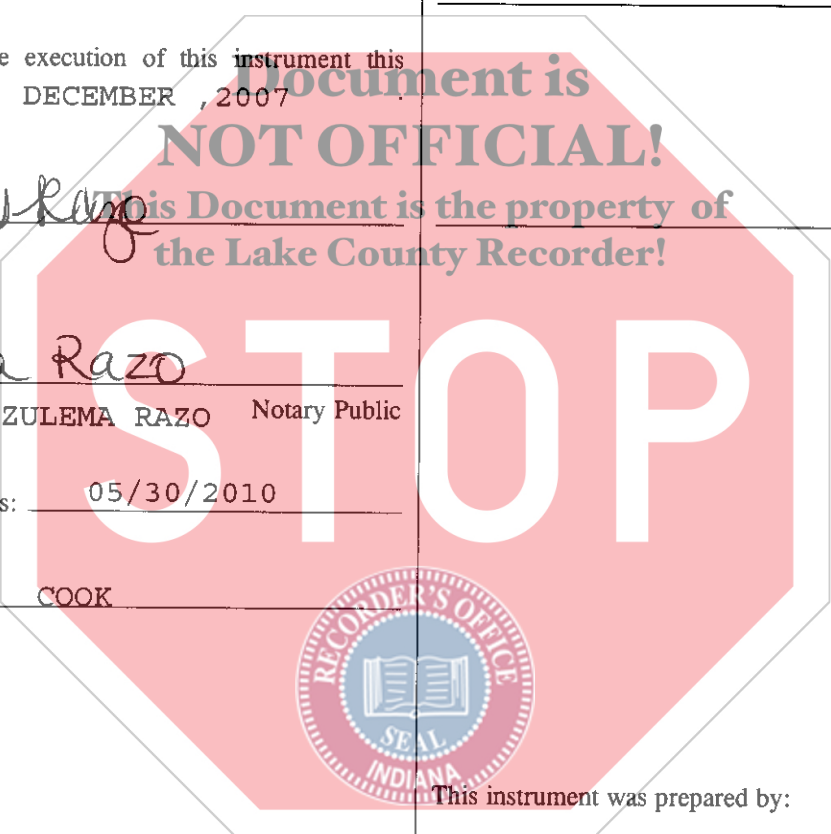 e execution of this instrument this
DECEMBER ,2007 .
Document is
NOT OFFICIAL!
This Document is the property of
the Lake County Recorder!
Razo
a Razo
ZULEMA RAZO Notary Public
s: 05/30/2010
STOP
COOK
RECORDER'S OFFICE
SEAL
INDIANA
This instrument was prepared by: